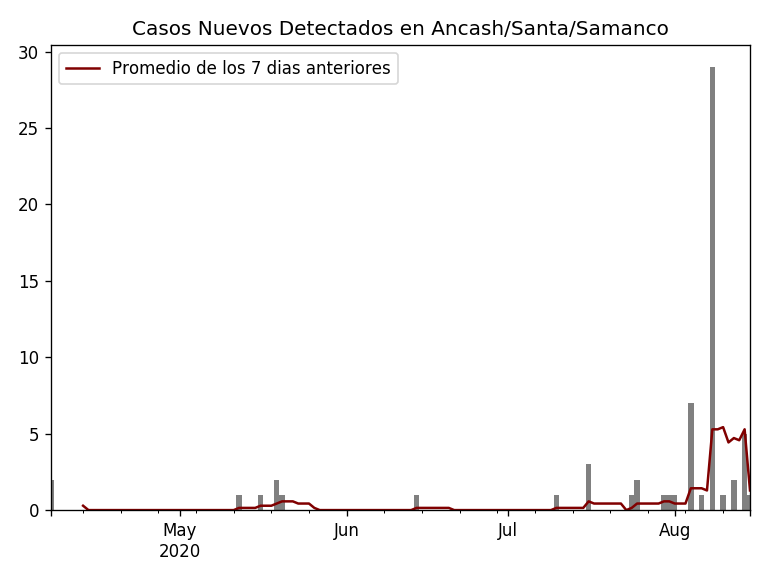 Casos Nuevos Detectados en Ancash/Santa/Samanco
Promedio de los 7 dias anteriores
30
25
20
15
10
5
0
May
2020
Jun
Jul
Aug